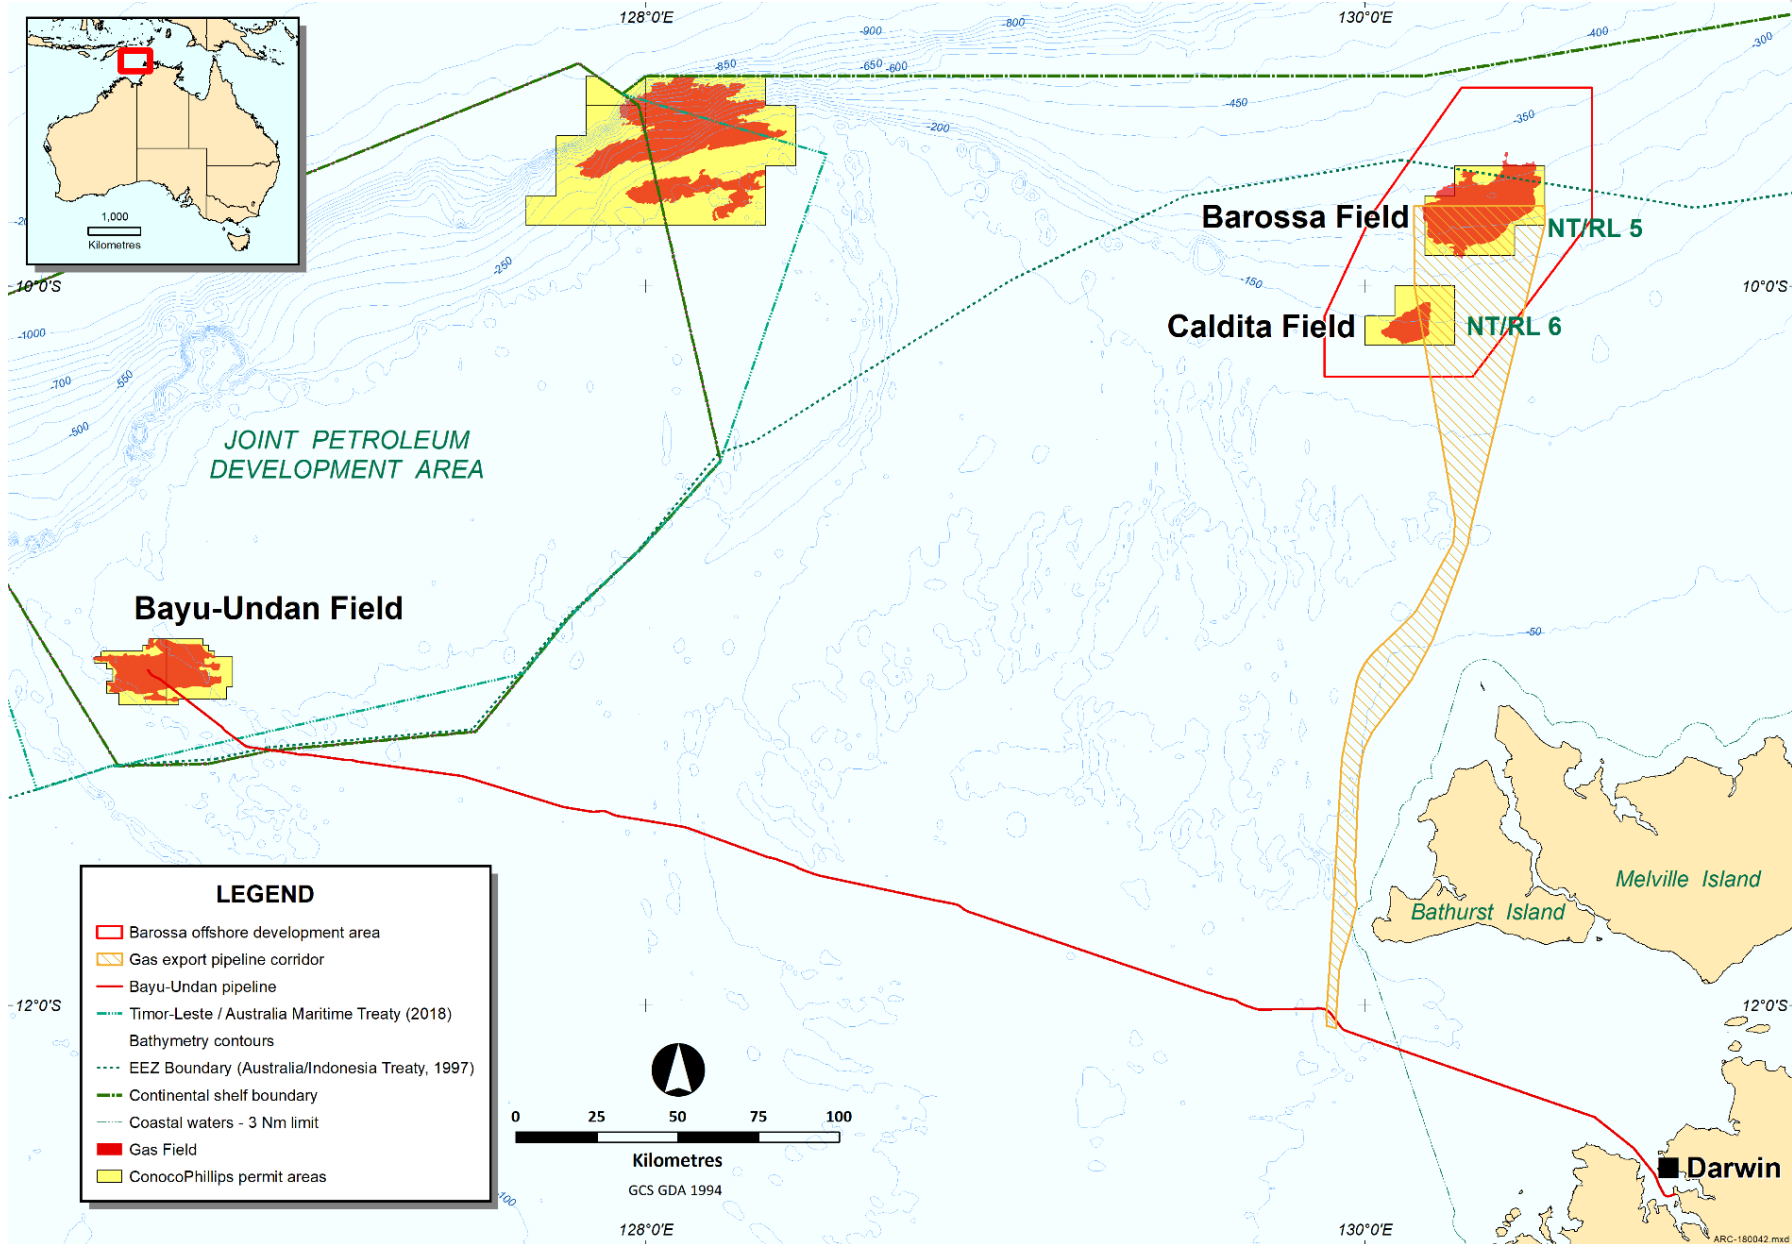 128°0'E
130°0'E
-900
-800
-850
-650
-600
-400
-300
-450
-350
-200
1,000
Kilometres
-250
-150
Barossa Field
NT/RL 5
10°0'S
10°0'S
Caldita Field
NT/RL 6
-1000
-700
-550
-500
JOINT PETROLEUM
DEVELOPMENT AREA
Bayu-Undan Field
-50
Melville Island
Bathurst Island
LEGEND
Barossa offshore development area
Gas export pipeline corridor
Bayu-Undan pipeline
Timor-Leste / Australia Maritime Treaty (2018)
Bathymetry contours
EEZ Boundary (Australia/Indonesia Treaty, 1997)
Continental shelf boundary
Coastal waters - 3 Nm limit
Gas Field
ConocoPhillips permit areas
12°0'S
12°0'S
0 25 50 75 100
Kilometres
GCS GDA 1994
-100
Darwin
128°0'E
130°0'E
ARC-180042.mxd